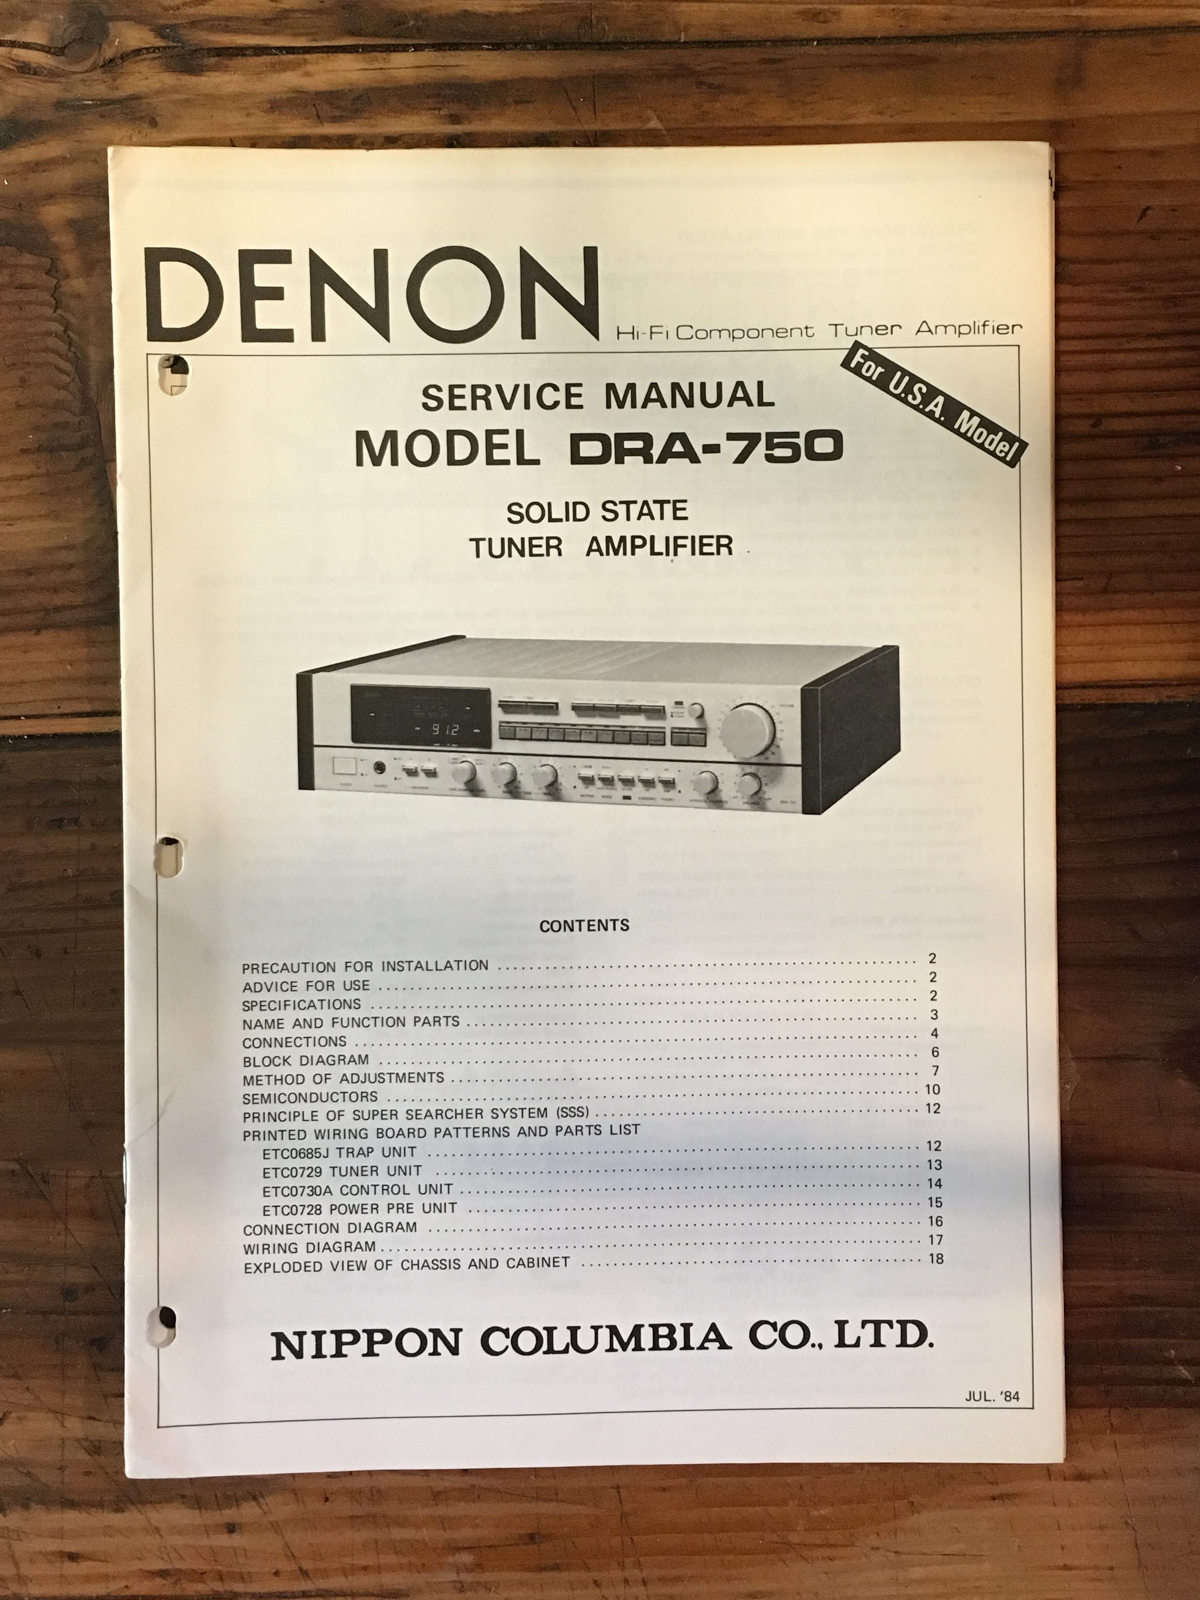 DENON
Hi-Fi Component Tuner Amplifier
For U.S.A. Model
SERVICE MANUAL
MODEL DRA-750
SOLID STATE
TUNER AMPLIFIER
91.2
CONTENTS
PRECAUTION FOR INSTALLATION 2
ADVICE FOR USE 2
SPECIFICATIONS 2
NAME AND FUNCTION PARTS 3
CONNECTIONS 4
BLOCK DIAGRAM 6
METHOD OF ADJUSTMENTS 7
SEMICONDUCTORS 10
PRINCIPLE OF SUPER SEARCHER SYSTEM (SSS) 12
PRINTED WIRING BOARD PATTERNS AND PARTS LIST
ETC0685J TRAP UNIT 12
ETC0729 TUNER UNIT 13
ETC0730A CONTROL UNIT 14
ETC0728 POWER PRE UNIT 15
CONNECTION DIAGRAM 16
WIRING DIAGRAM 17
EXPLODED VIEW OF CHASSIS AND CABINET 18
NIPPON COLUMBIA CO., LTD.
JUL. '84